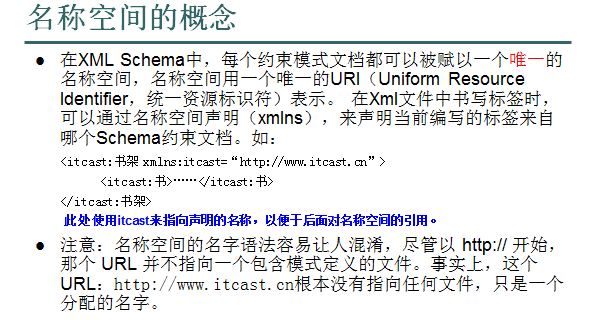 名称空间的概念
● 在XML Schema中，每个约束模式文档都可以被赋以一个唯一的
名称空间，名称空间用一个唯一的URI（Uniform Resource
Identifier，统一资源标识符）表示。 在Xml文件中书写标签时，
可以通过名称空间声明（xmlns），来声明当前编写的标签来自
哪个Schema约束文档。如：
<itcast:书架 xmlns:itcast=“http://www.itcast.cn”>
<itcast:书>……</itcast:书>
</itcast:书架>
此处使用itcast来指向声明的名称，以便于后面对名称空间的引用。
● 注意：名称空间的名字语法容易让人混淆，尽管以 http:// 开始，
那个 URL 并不指向一个包含模式定义的文件。事实上，这个
URL：http://www.itcast.cn根本没有指向任何文件，只是一个
分配的名字。